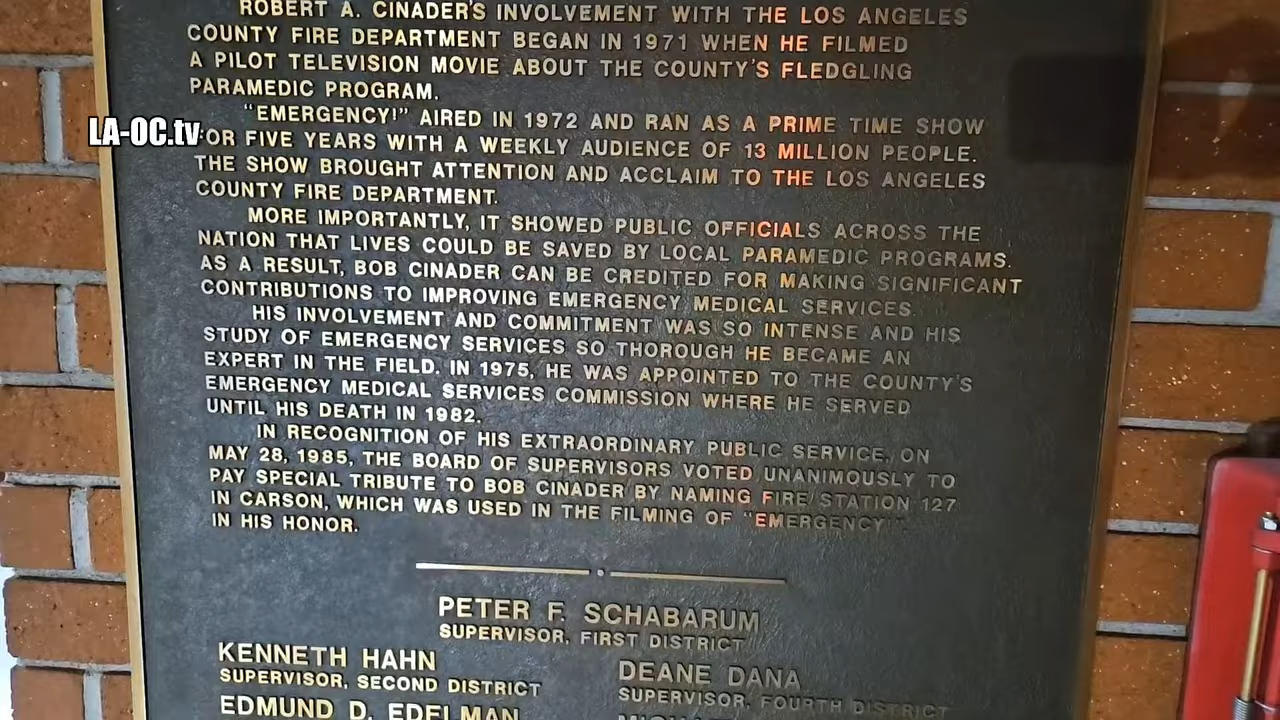 ROBERT A. CINADER'S INVOLVEMENT WITH THE LOS ANGELES
COUNTY FIRE DEPARTMENT BEGAN IN 1971 WHEN HE FILMED
A PILOT TELEVISION MOVIE ABOUT THE COUNTY'S FLEDGLING
PARAMEDIC PROGRAM.
"EMERGENCY!" AIRED IN 1972 AND RAN AS A PRIME TIME SHOW
LA-OC.tv
FOR FIVE YEARS WITH A WEEKLY AUDIENCE OF 13 MILLION PEOPLE.
THE SHOW BROUGHT ATTENTION AND ACCLAIM TO THE LOS ANGELES
COUNTY FIRE DEPARTMENT.
MORE IMPORTANTLY, IT SHOWED PUBLIC OFFICIALS ACROSS THE
NATION THAT LIVES COULD BE SAVED BY LOCAL PARAMEDIC PROGRAMS.
AS A RESULT, BOB CINADER CAN BE CREDITED FOR MAKING SIGNIFICANT
CONTRIBUTIONS TO IMPROVING EMERGENCY MEDICAL SERVICES.
HIS INVOLVEMENT AND COMMITMENT WAS SO INTENSE AND HIS
STUDY OF EMERGENCY SERVICES SO THOROUGH HE BECAME AN
EXPERT IN THE FIELD. IN 1975, HE WAS APPOINTED TO THE COUNTY'S
EMERGENCY MEDICAL SERVICES COMMISSION WHERE HE SERVED
UNTIL HIS DEATH IN 1982.
IN RECOGNITION OF HIS EXTRAORDINARY PUBLIC SERVICE, ON
MAY 28, 1985, THE BOARD OF SUPERVISORS VOTED UNANIMOUSLY TO
PAY SPECIAL TRIBUTE TO BOB CINADER BY NAMING FIRE STATION 127
IN CARSON, WHICH WAS USED IN THE FILMING OF "EMERGENCY!"
IN HIS HONOR.
PETER F. SCHABARUM
SUPERVISOR, FIRST DISTRICT
KENNETH HAHN
SUPERVISOR, SECOND DISTRICT
DEANE DANA
SUPERVISOR, FOURTH DISTRICT
EDMUND D. EDELMAN